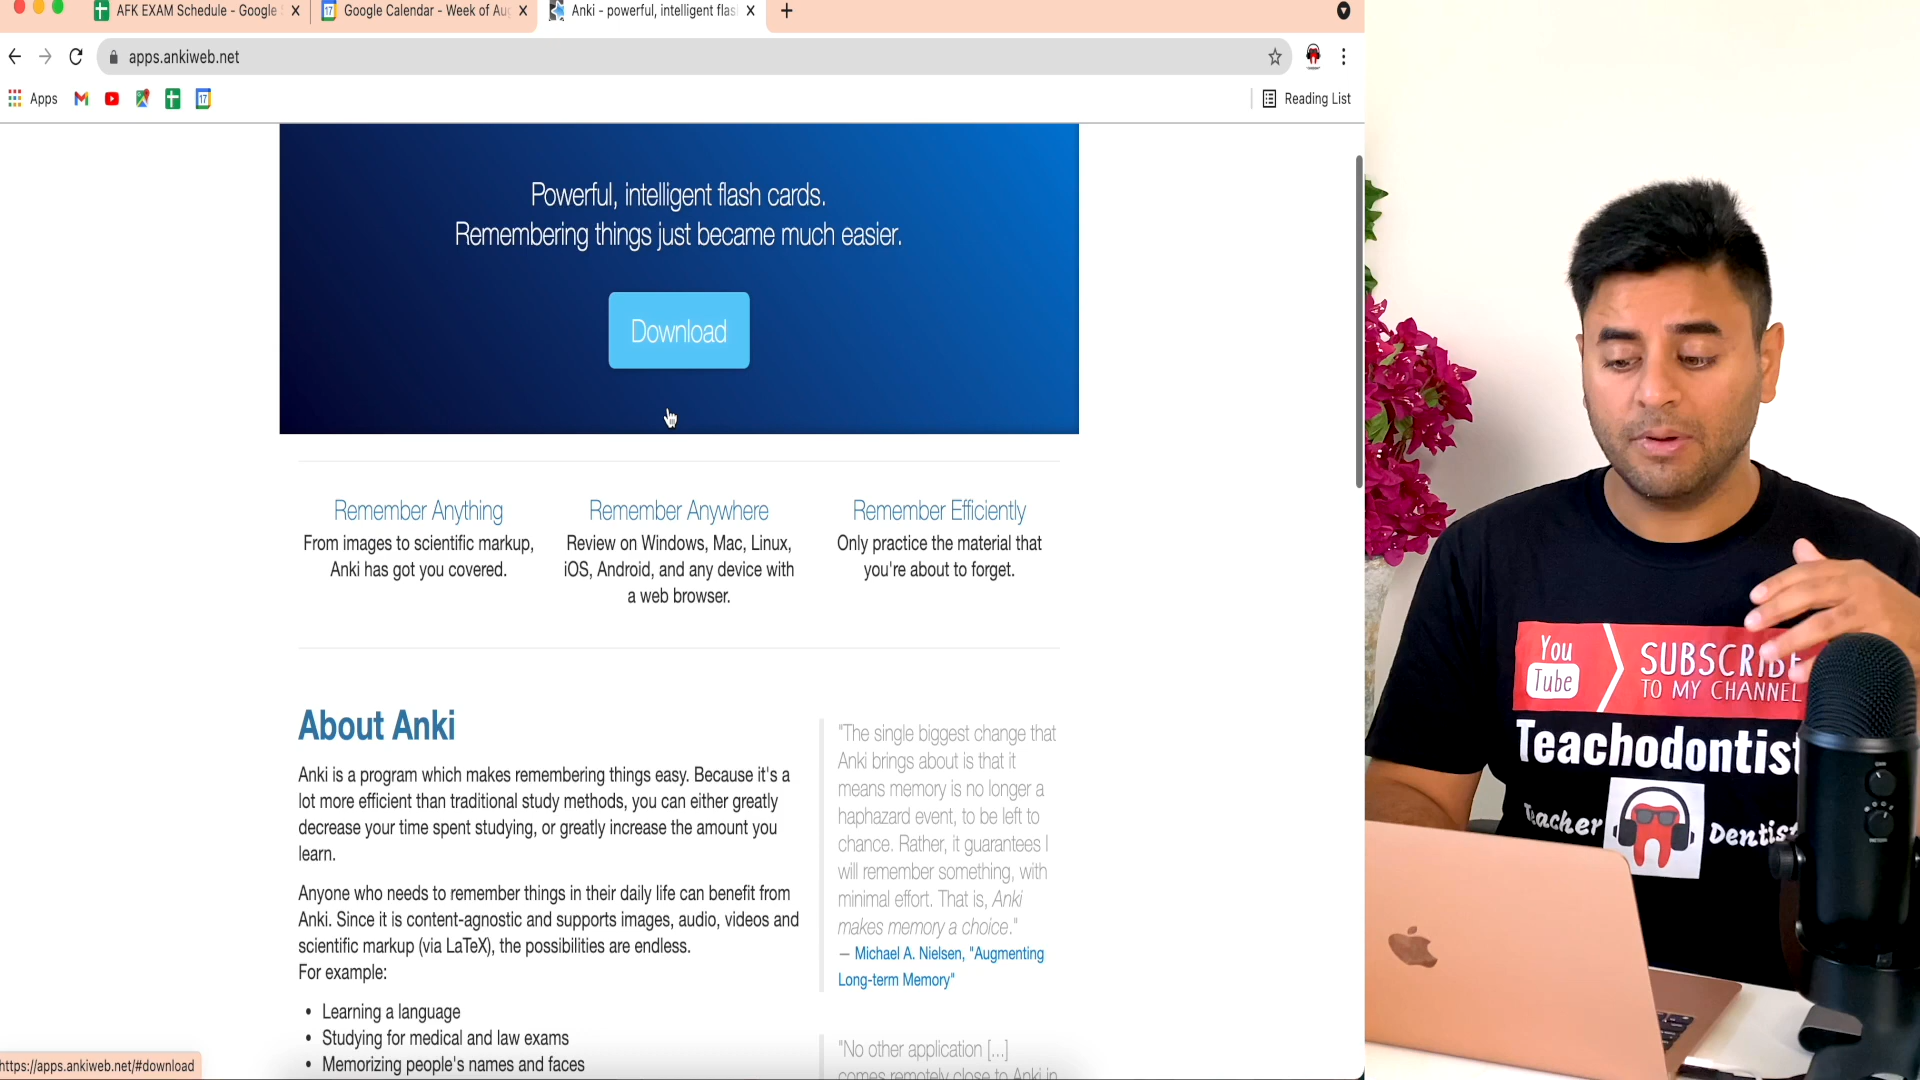 AFK EXAM Schedule - Google
Google Calendar - Week of Aug
Anki - powerful, intelligent flas
apps.ankiweb.net
Apps
17
Reading List
Powerful, intelligent flash cards.
Remembering things just became much easier.
Download
Remember Anything
From images to scientific markup,
Anki has got you covered.
Remember Anywhere
Review on Windows, Mac, Linux,
iOS, Android, and any device with
a web browser.
Remember Efficiently
Only practice the material that
you're about to forget.
About Anki
Anki is a program which makes remembering things easy. Because it's a
lot more efficient than traditional study methods, you can either greatly
decrease your time spent studying, or greatly increase the amount you
learn.
Anyone who needs to remember things in their daily life can benefit from
Anki. Since it is content-agnostic and supports images, audio, videos and
scientific markup (via LaTeX), the possibilities are endless.
For example:
• Learning a language
• Studying for medical and law exams
• Memorizing people's names and faces
"The single biggest change that
Anki brings about is that it
means memory is no longer a
haphazard event, to be left to
chance. Rather, it guarantees I
will remember something, with
minimal effort. That is, Anki
makes memory a choice."
— Michael A. Nielsen, "Augmenting
Long-term Memory"
"No other application [...]
comes remotely close to Anki in
https://apps.ankiweb.net/#download
You
Tube
SUBSCRIBE
TO MY CHANNEL
Teachodontist
Teacher
Dentist